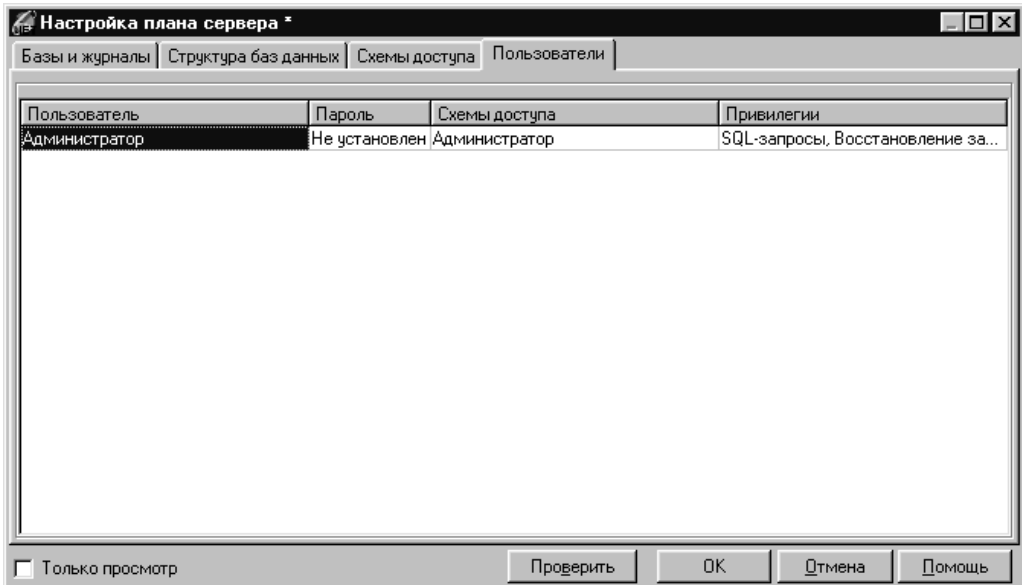 Настройка плана сервера *
Базы и журналы Структура баз данных Схемы доступа Пользователи
Пользователь Пароль Схемы доступа Привилегии
Администратор Не установлен Администратор SQL-запросы, Восстановление за...
Только просмотр Проверить OK Отмена Помощь